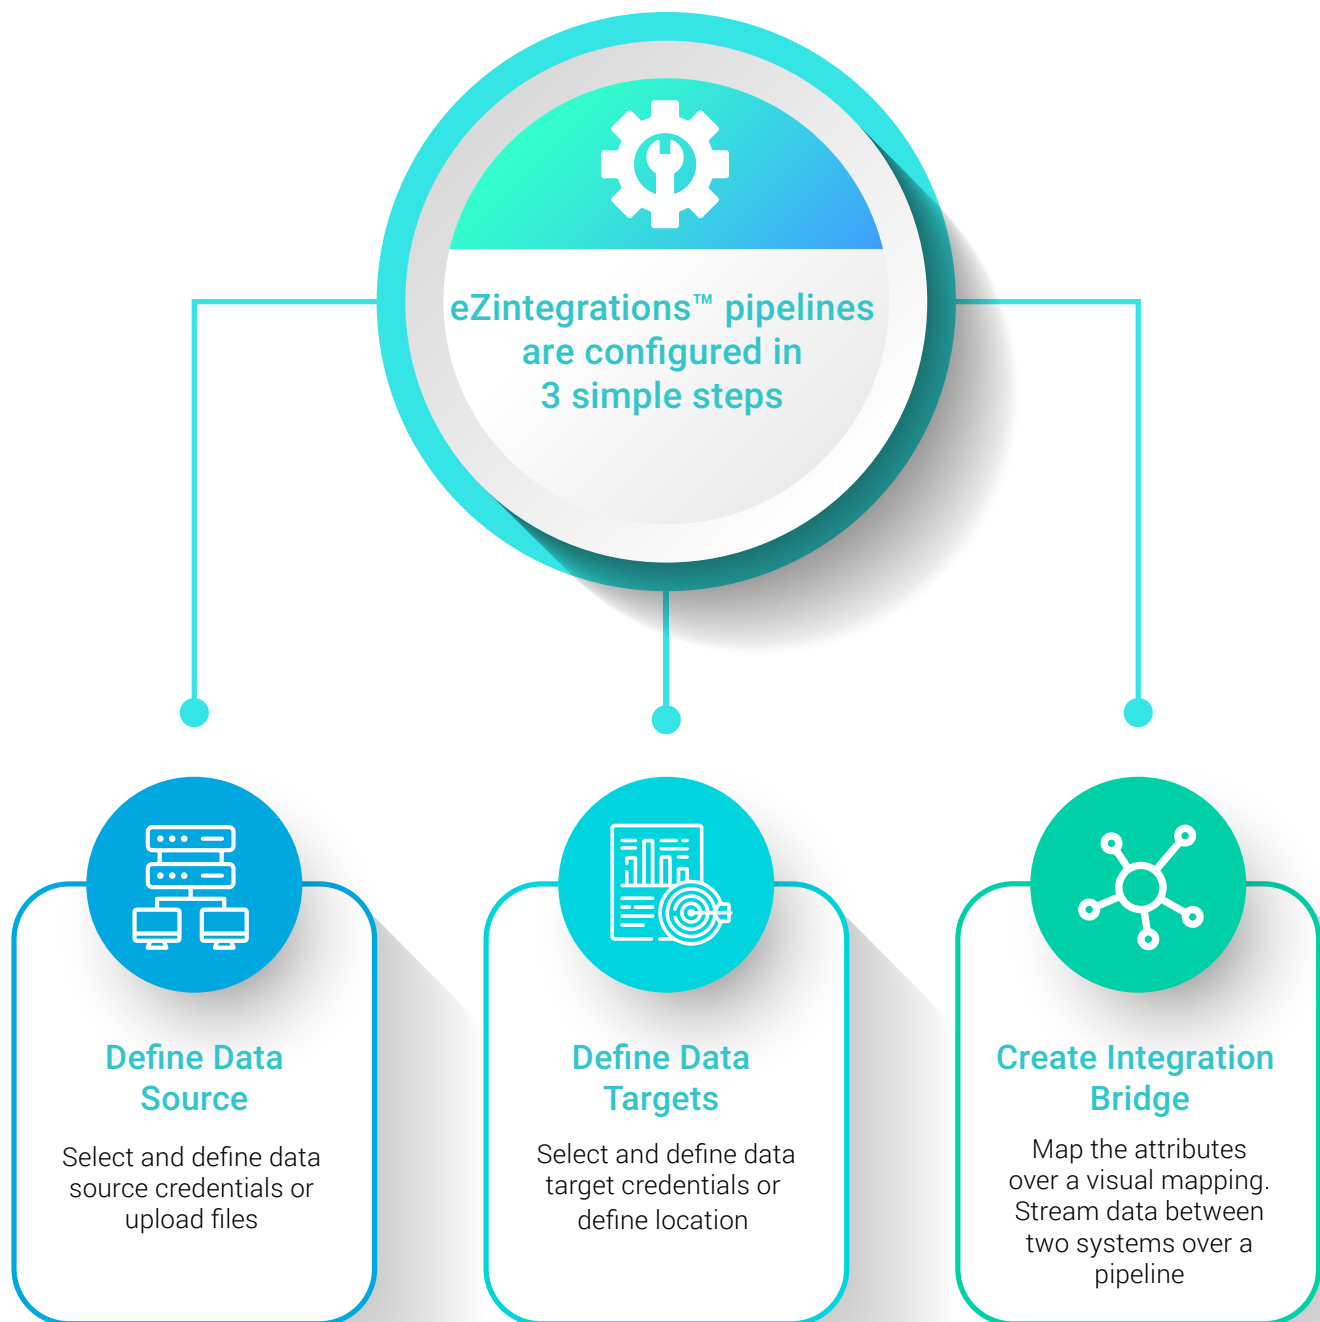 eZintegrations™ pipelines
are configured in
3 simple steps
Define Data
Source
Select and define data
source credentials or
upload files
Define Data
Targets
Select and define data
target credentials or
define location
Create Integration
Bridge
Map the attributes
over a visual mapping.
Stream data between
two systems over a
pipeline